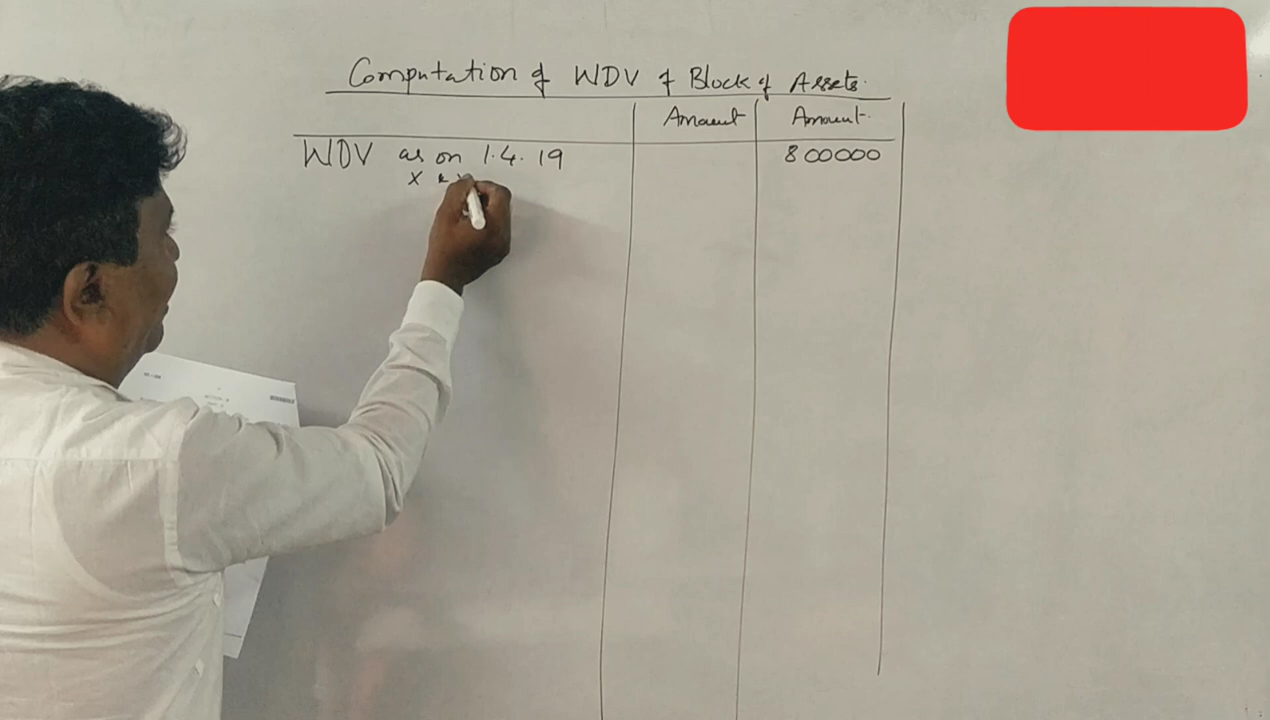 Computation of WDV of Block of Assets.
Amount Amount.
WDV as on 1.4.19 800000
X &